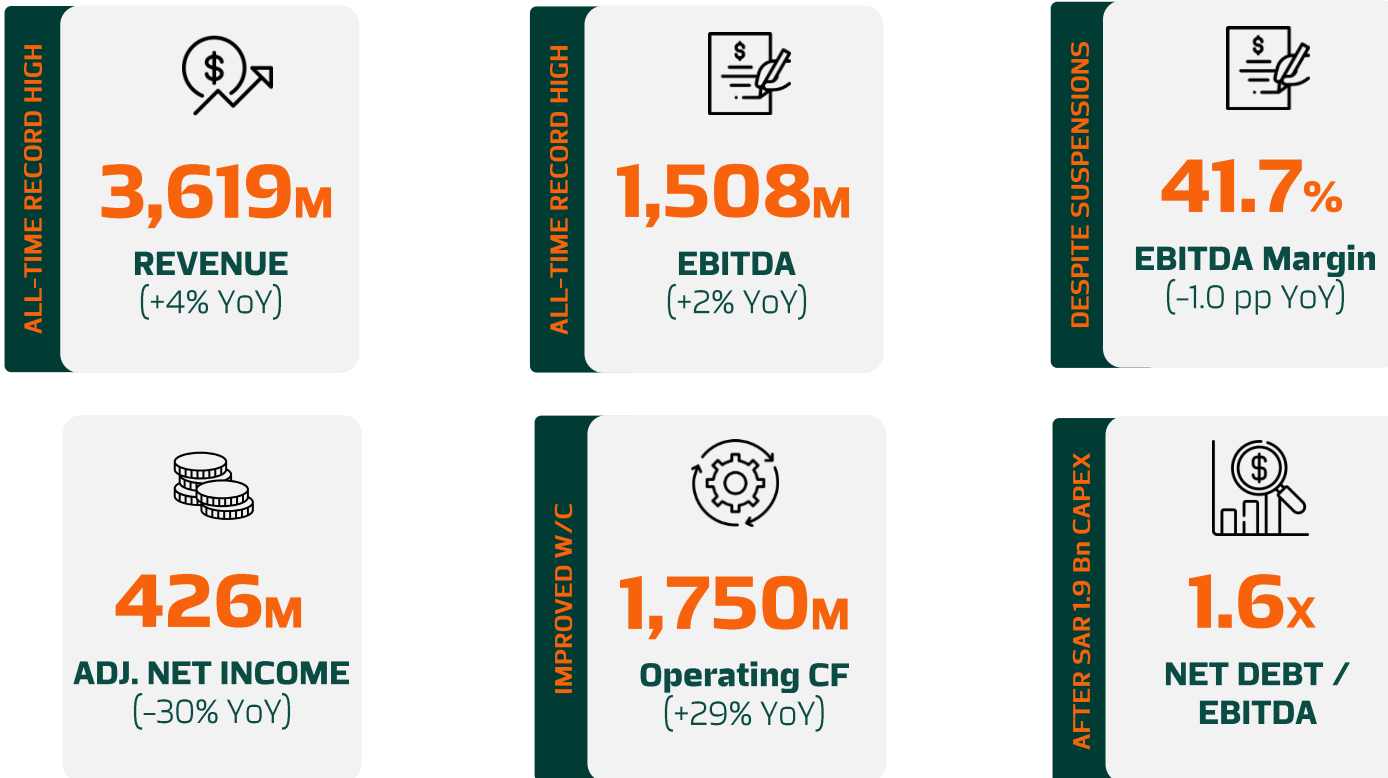 ALL-TIME RECORD HIGH
$
3,619M
REVENUE
(+4% YoY)
ALL-TIME RECORD HIGH
$
1,508M
EBITDA
(+2% YoY)
DESPITE SUSPENSIONS
$
41.7%
EBITDA Margin
(-1.0 pp YoY)
426M
ADJ. NET INCOME
(-30% YoY)
IMPROVED W/C
1,750M
Operating CF
(+29% YoY)
AFTER SAR 1.9 Bn CAPEX
$
1.6X
NET DEBT /
EBITDA